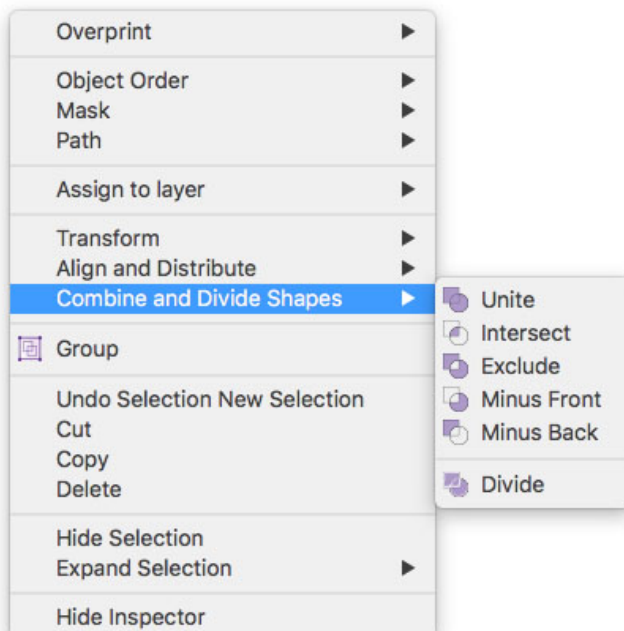 Overprint
Object Order
Mask
Path
Assign to layer
Transform
Align and Distribute
Combine and Divide Shapes
Group
Undo Selection New Selection
Cut
Copy
Delete
Hide Selection
Expand Selection
Hide Inspector
Unite
Intersect
Exclude
Minus Front
Minus Back
Divide